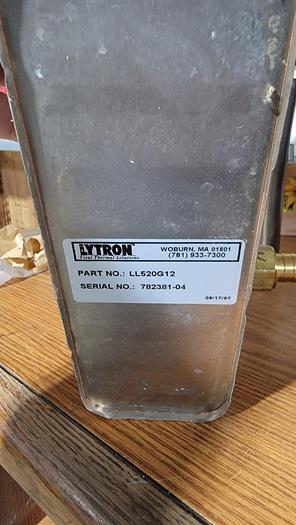 LYTRON
Total Thermal Solutions
WOBURN, MA 01801
(781) 933-7300
PART NO.: LL520G12
SERIAL NO.: 782381-04
08/17/07